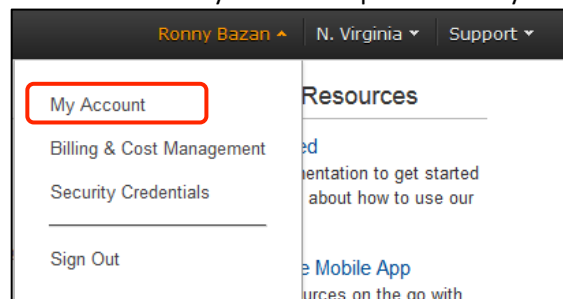 Ronny Bazan N. Virginia Support
My Account
Resources
Billing & Cost Management
ed
entation to get started
Security Credentials
about how to use our
Sign Out
e Mobile App
urces on the go with